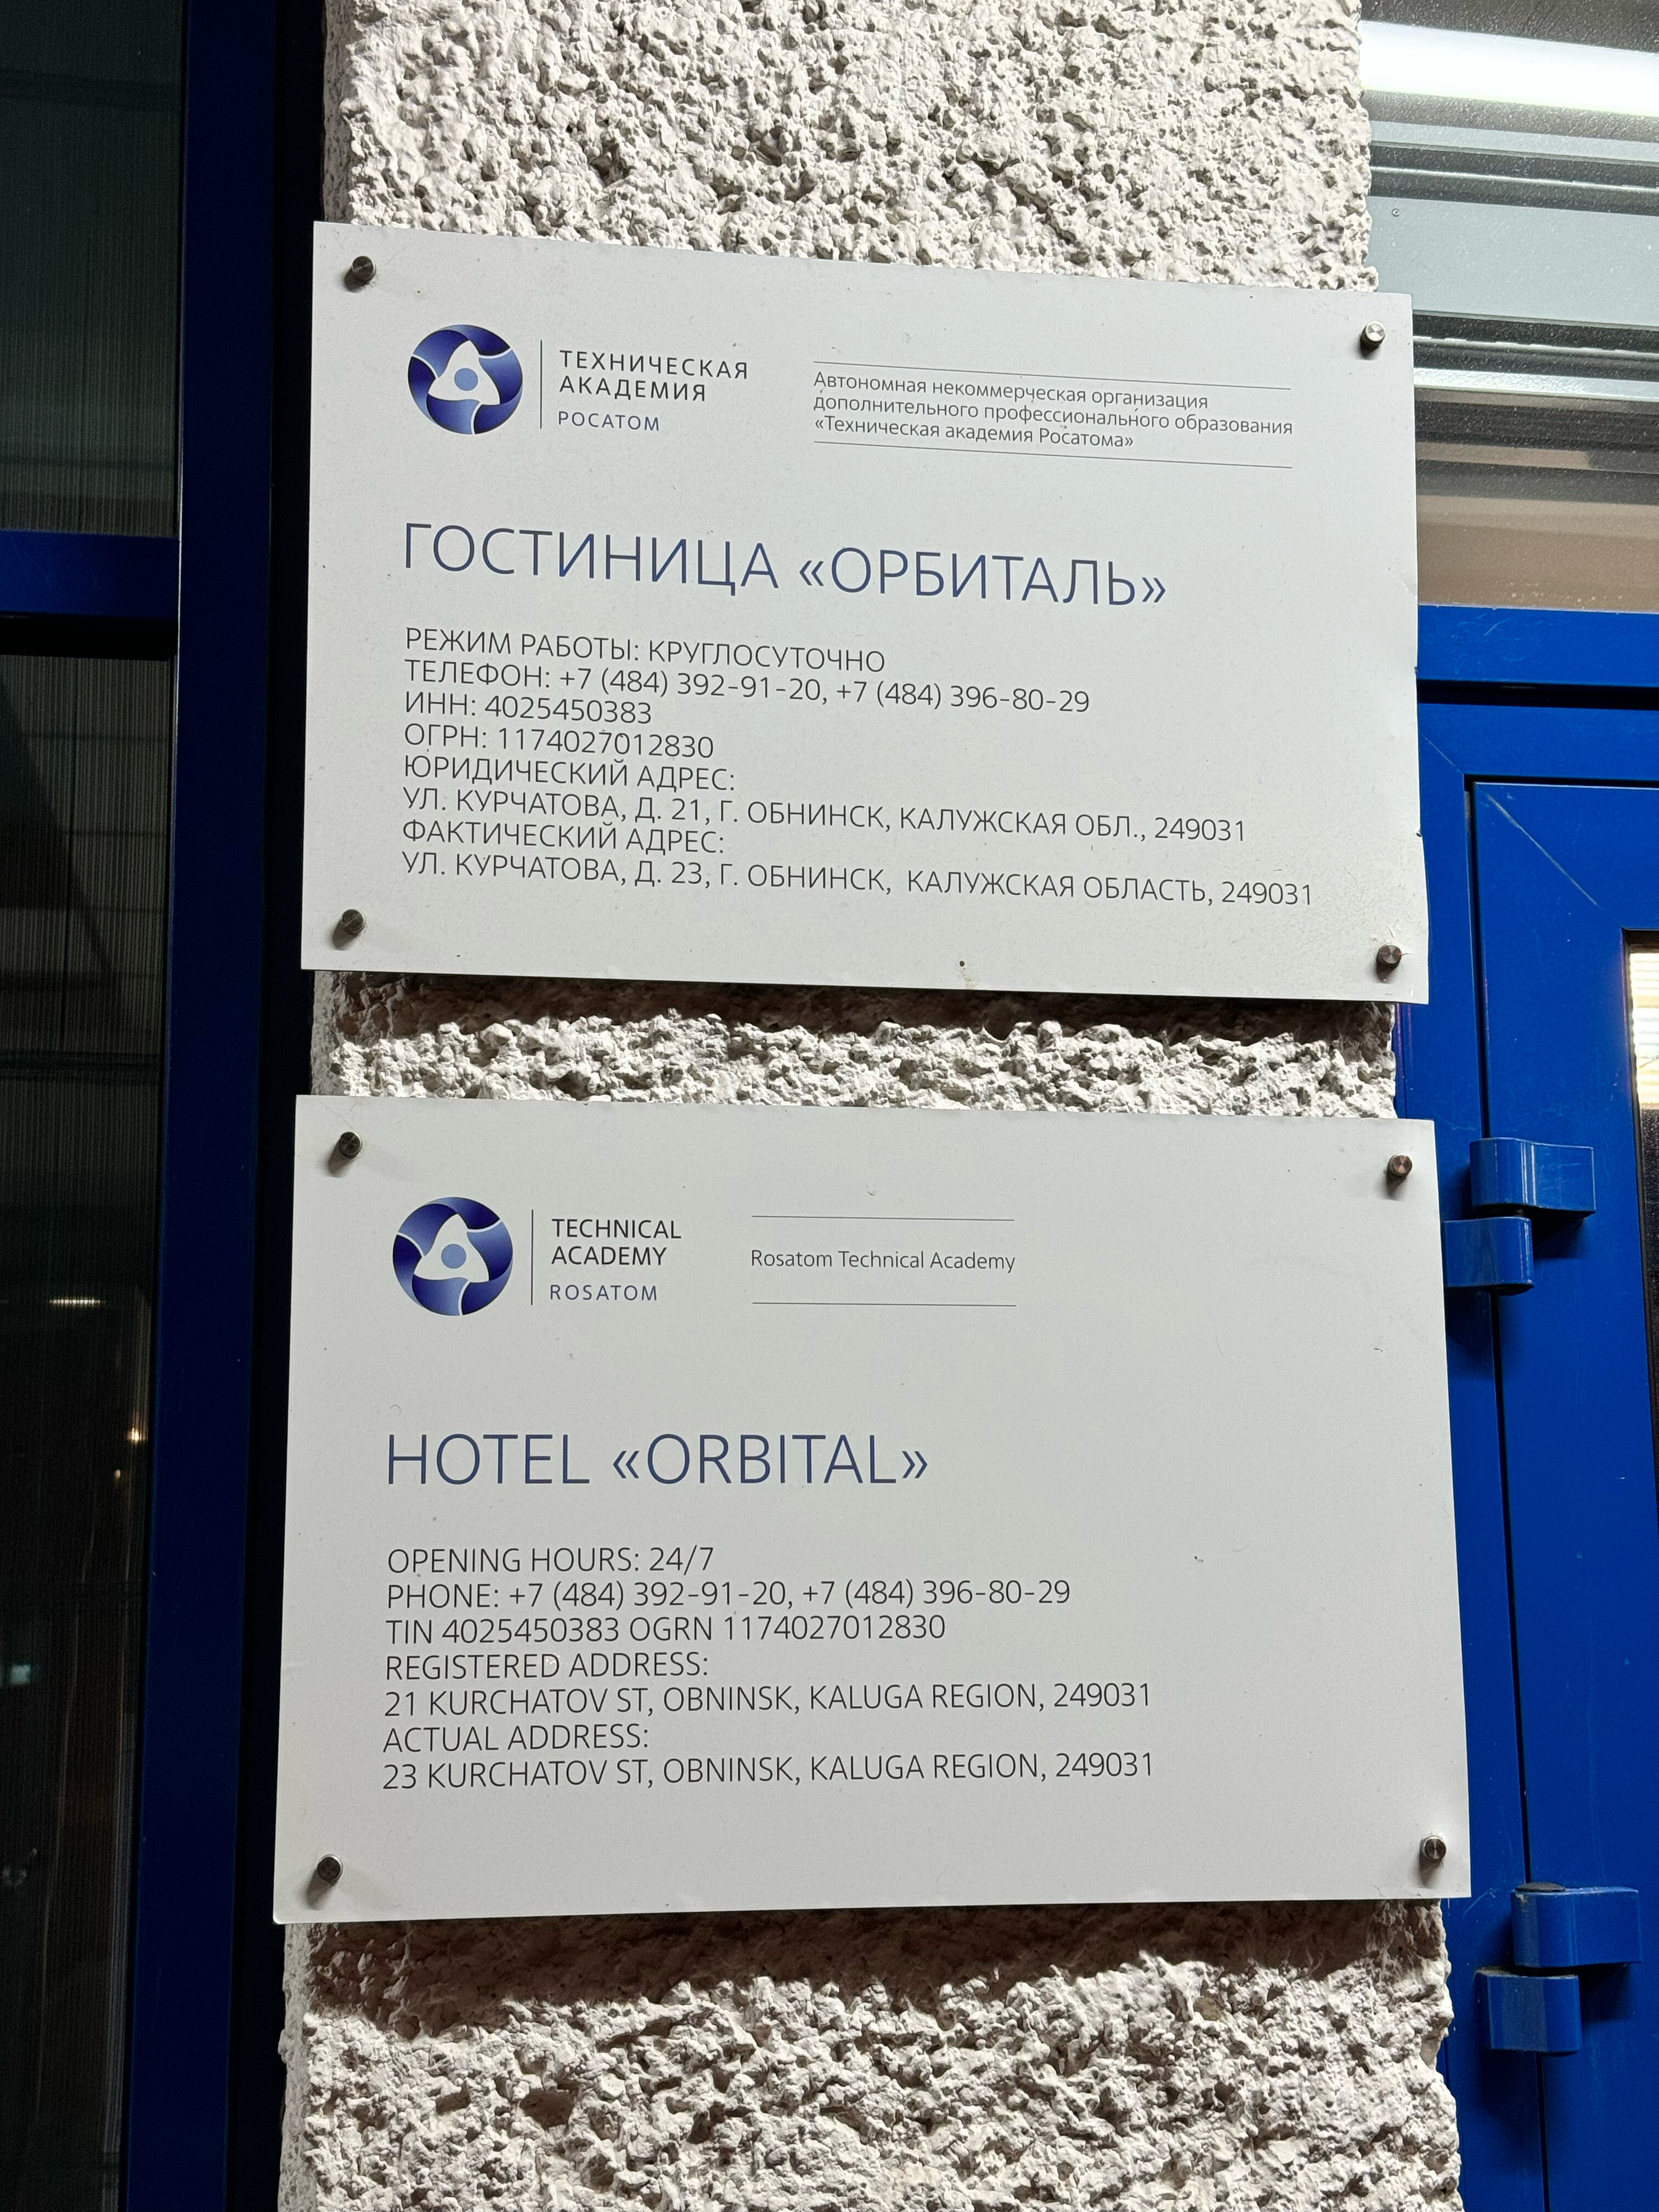 ТЕХНИЧЕСКАЯ
АКАДЕМИЯ
РОСАТОМ
Автономная некоммерческая организация
дополнительного профессионального образования
«Техническая академия Росатома»
ГОСТИНИЦА «ОРБИТАЛЬ»
РЕЖИМ РАБОТЫ: КРУГЛОСУТОЧНО
ТЕЛЕФОН: +7 (484) 392-91-20, +7 (484) 396-80-29
ИНН: 4025450383
ОГРН: 1174027012830
ЮРИДИЧЕСКИЙ АДРЕС:
УЛ. КУРЧАТОВА, Д. 21, Г. ОБНИНСК, КАЛУЖСКАЯ ОБЛ., 249031
ФАКТИЧЕСКИЙ АДРЕС:
УЛ. КУРЧАТОВА, Д. 23, Г. ОБНИНСК, КАЛУЖСКАЯ ОБЛАСТЬ, 249031
TECHNICAL
ACADEMY
ROSATOM
Rosatom Technical Academy
HOTEL «ORBITAL»
OPENING HOURS: 24/7
PHONE: +7 (484) 392-91-20, +7 (484) 396-80-29
TIN 4025450383 OGRN 1174027012830
REGISTERED ADDRESS:
21 KURCHATOV ST, OBNINSK, KALUGA REGION, 249031
ACTUAL ADDRESS:
23 KURCHATOV ST, OBNINSK, KALUGA REGION, 249031